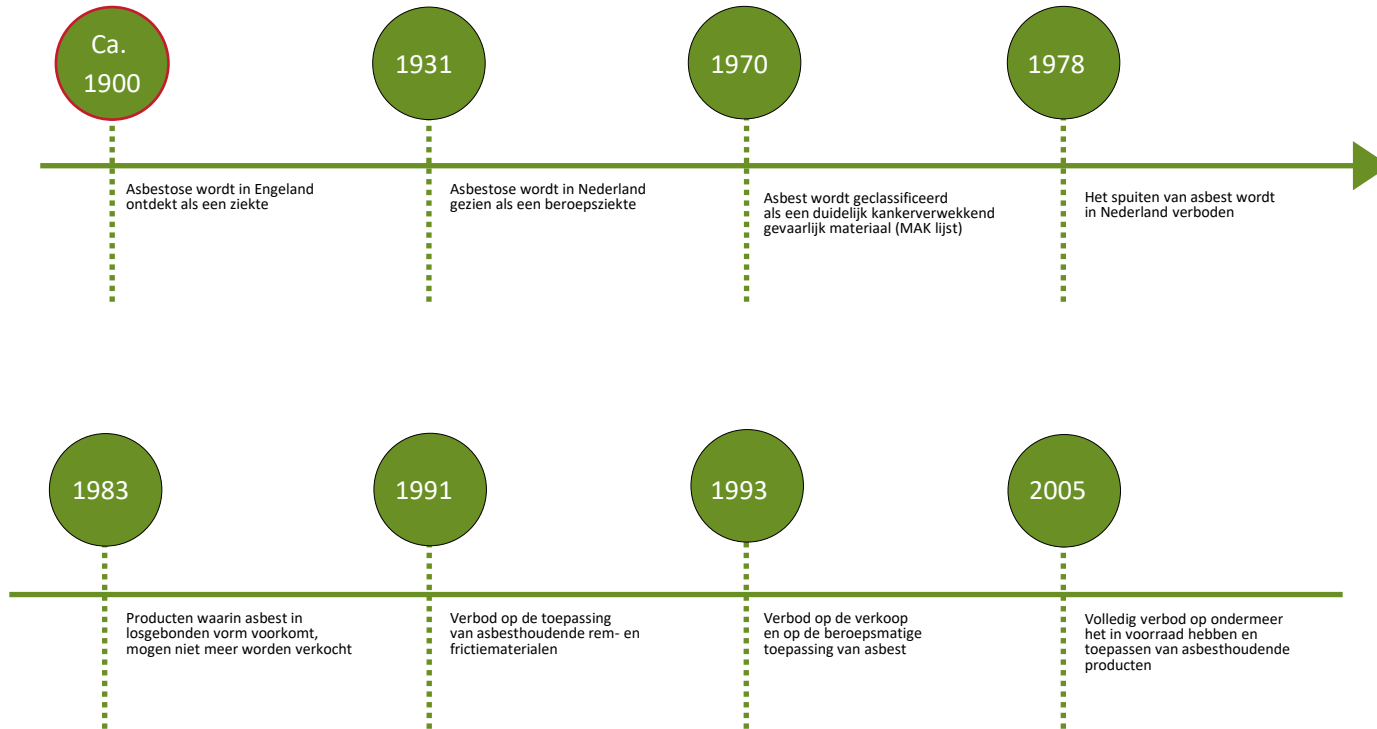 Ca.
1900
1931
1970
1978
Asbestose wordt in Engeland
ontdekt als een ziekte
Asbestose wordt in Nederland
gezien als een beroepsziekte
Asbest wordt geclassificeerd
als een duidelijk kankerverwekkend
gevaarlijk materiaal (MAK lijst)
Het spuiten van asbest wordt
in Nederland verboden
1983
1991
1993
2005
Producten waarin asbest in
losgebonden vorm voorkomt,
mogen niet meer worden verkocht
Verbod op de toepassing
van asbesthoudende rem- en
frictiematerialen
Verbod op de verkoop
en op de beroepsmatige
toepassing van asbest
Volledig verbod op ondermeer
het in voorraad hebben en
toepassen van asbesthoudende
producten